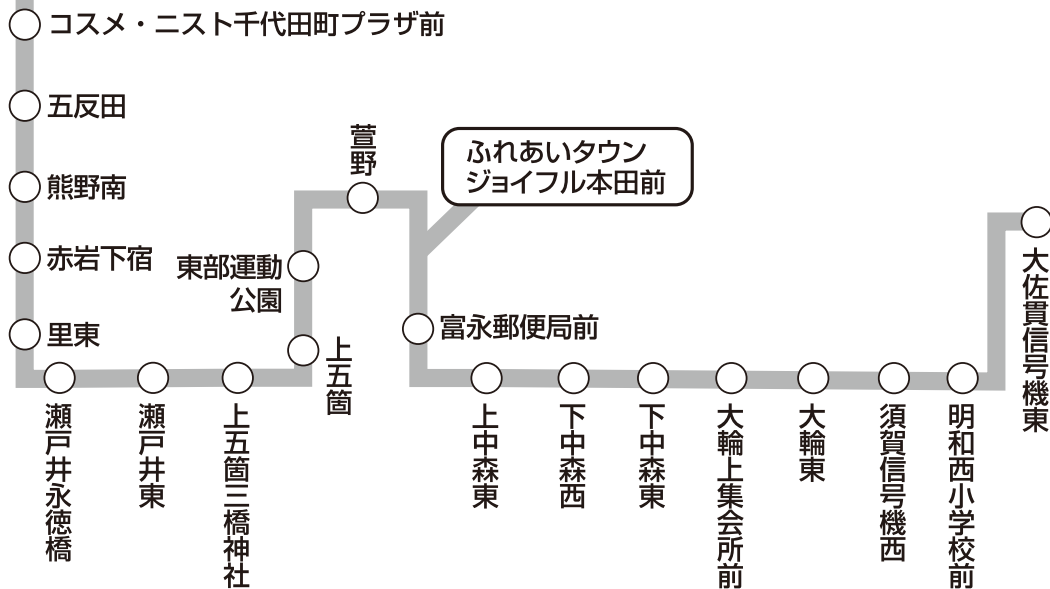 コスメ・ニスト千代田町プラザ前
五反田
熊野南
赤岩下宿
里東
瀬戸井永徳橋
瀬戸井東
上五箇三橋神社
上五箇
東部運動
公園
萱野
ふれあいタウン
ジョイフル本田前
富永郵便局前
上中森東
下中森西
下中森東
大輪上集会所前
大輪東
須賀信号機西
明和西小学校前
大佐貫信号機東